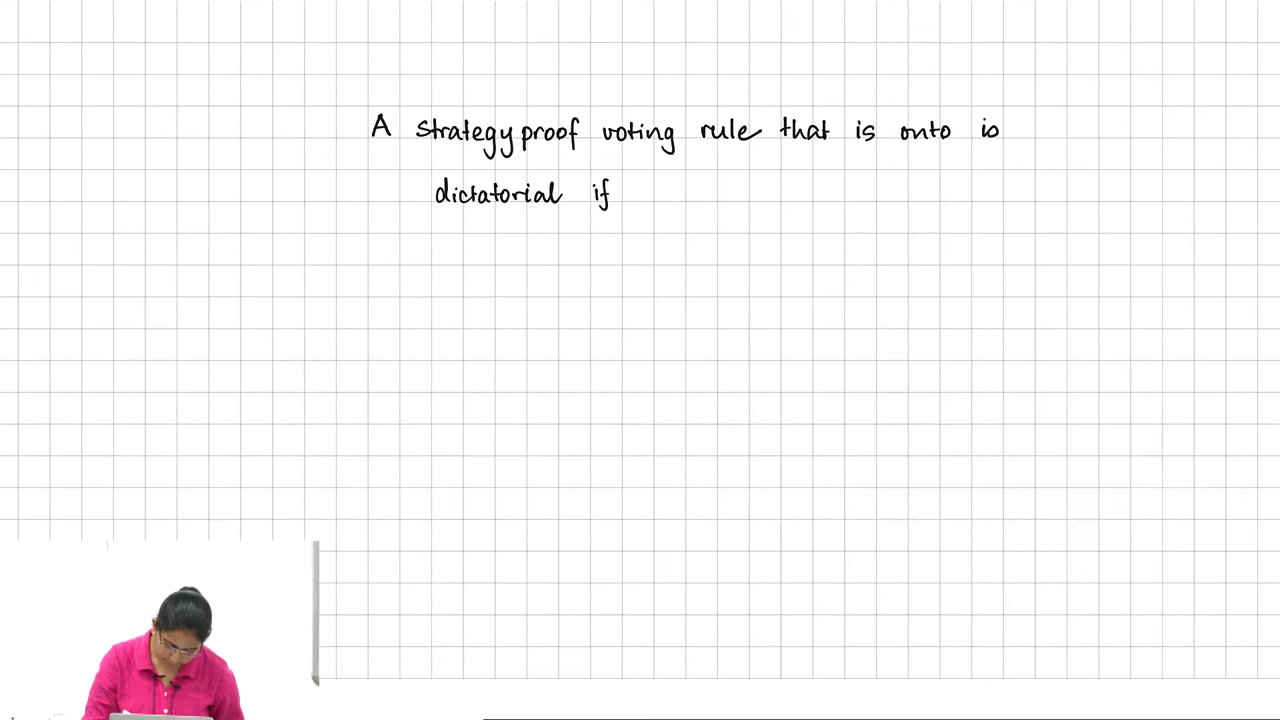 A strategyproof voting rule that is onto is
dictatorial if